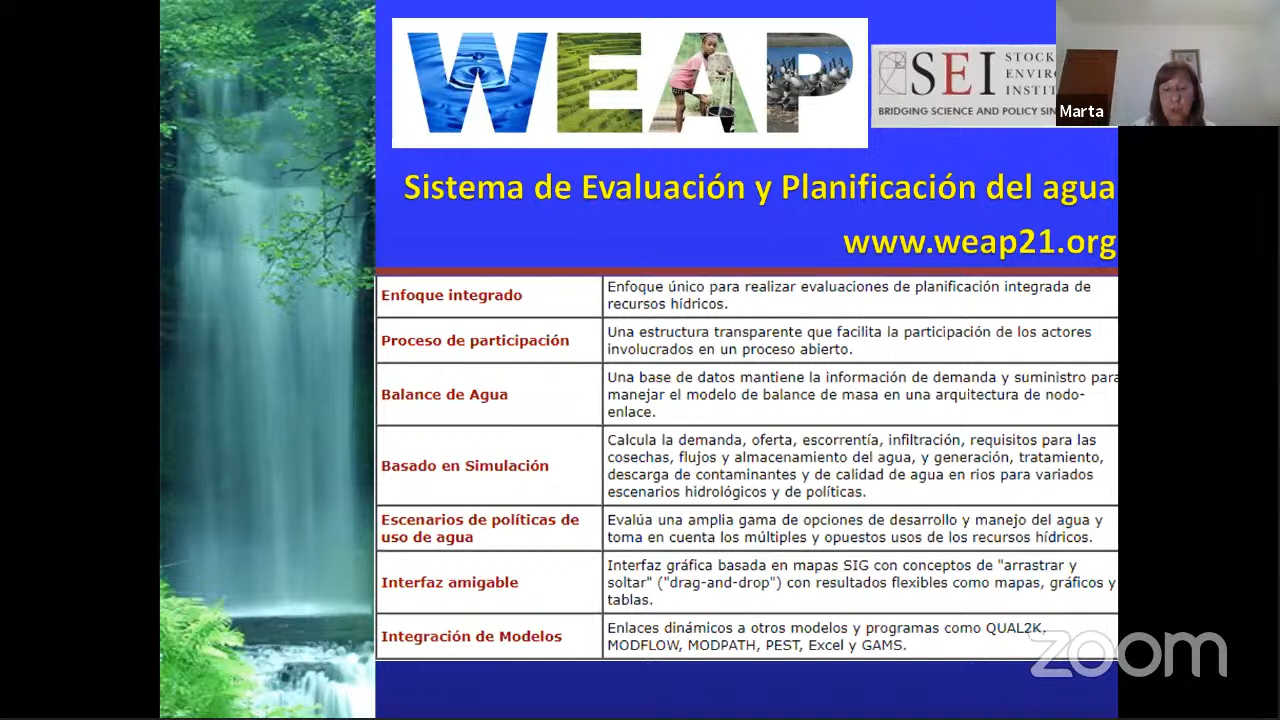 WEAP
SEI
STOCK
ENVIRO
INSTIT
BRIDGING SCIENCE AND POLICY SIN
Marta
Sistema de Evaluación y Planificación del agua
www.weap21.org
Enfoque integrado
Enfoque único para realizar evaluaciones de planificación integrada de
recursos hídricos.
Proceso de participación
Una estructura transparente que facilita la participación de los actores
involucrados en un proceso abierto.
Balance de Agua
Una base de datos mantiene la información de demanda y suministro para
manejar el modelo de balance de masa en una arquitectura de nodo-
enlace.
Basado en Simulación
Calcula la demanda, oferta, escorrentía, infiltración, requisitos para las
cosechas, flujos y almacenamiento del agua, y generación, tratamiento,
descarga de contaminantes y de calidad de agua en rios para variados
escenarios hidrológicos y de políticas.
Escenarios de políticas de
uso de agua
Evalúa una amplia gama de opciones de desarrollo y manejo del agua y
toma en cuenta los múltiples y opuestos usos de los recursos hídricos.
Interfaz amigable
Interfaz gráfica basada en mapas SIG con conceptos de "arrastrar y
soltar" ("drag-and-drop") con resultados flexibles como mapas, gráficos y
tablas.
Integración de Modelos
Enlaces dinámicos a otros modelos y programas como QUAL2K,
MODFLOW, MODPATH, PEST, Excel y GAMS.
zoom